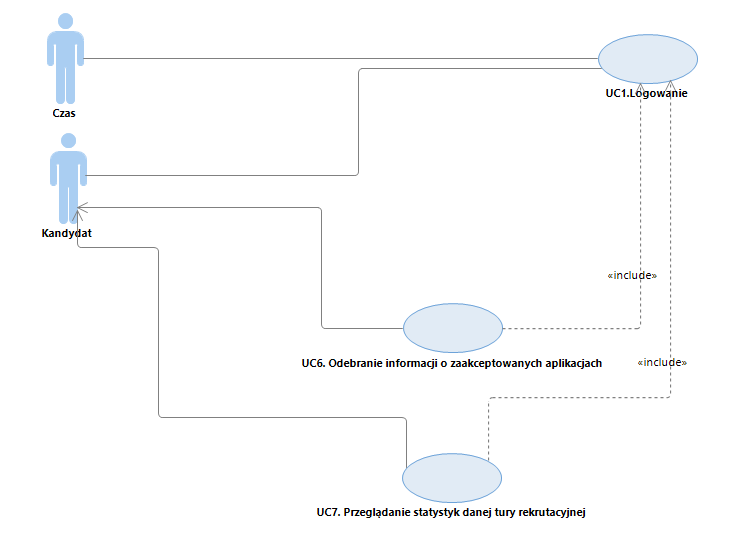 Czas
UC1.Logowanie
Kandydat
«include»
UC6. Odebranie informacji o zaakceptowanych aplikacjach
«include»
UC7. Przeglądanie statystyk danej tury rekrutacyjnej